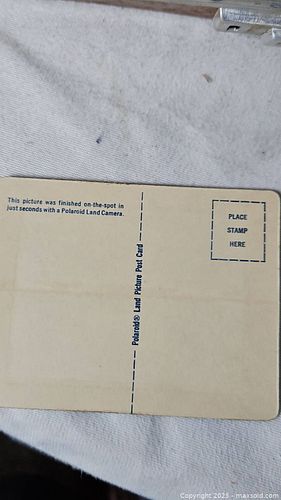 This picture was finished on-the-spot in
just seconds with a Polaroid Land Camera.
PLACE
STAMP
HERE
Polaroid® Land Picture Post Card
Copyright 2023 - maxsold.com